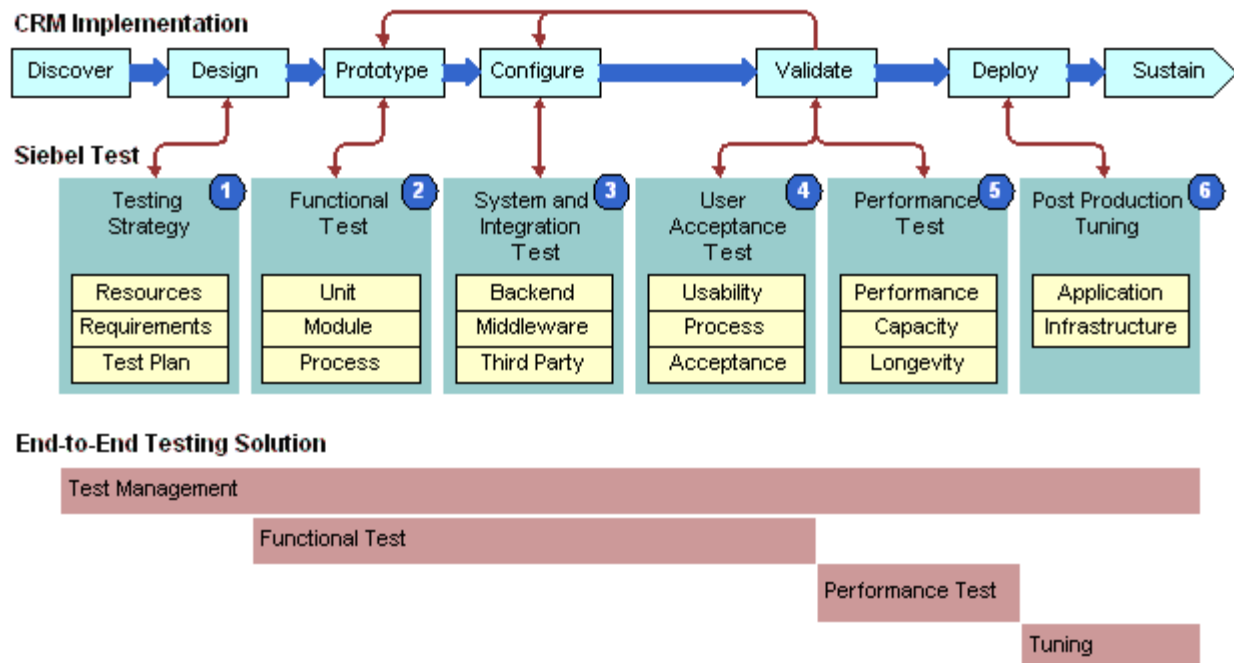 CRM Implementation
Discover
Design
Prototype
Configure
Validate
Deploy
Sustain
Siebel Test
1
Testing
Strategy
Resources
Requirements
Test Plan
2
Functional
Test
Unit
Module
Process
3
System and
Integration
Test
Backend
Middleware
Third Party
4
User
Acceptance
Test
Usability
Process
Acceptance
5
Performance
Test
Performance
Capacity
Longevity
6
Post Production
Tuning
Application
Infrastructure
End-to-End Testing Solution
Test Management
Functional Test
Performance Test
Tuning